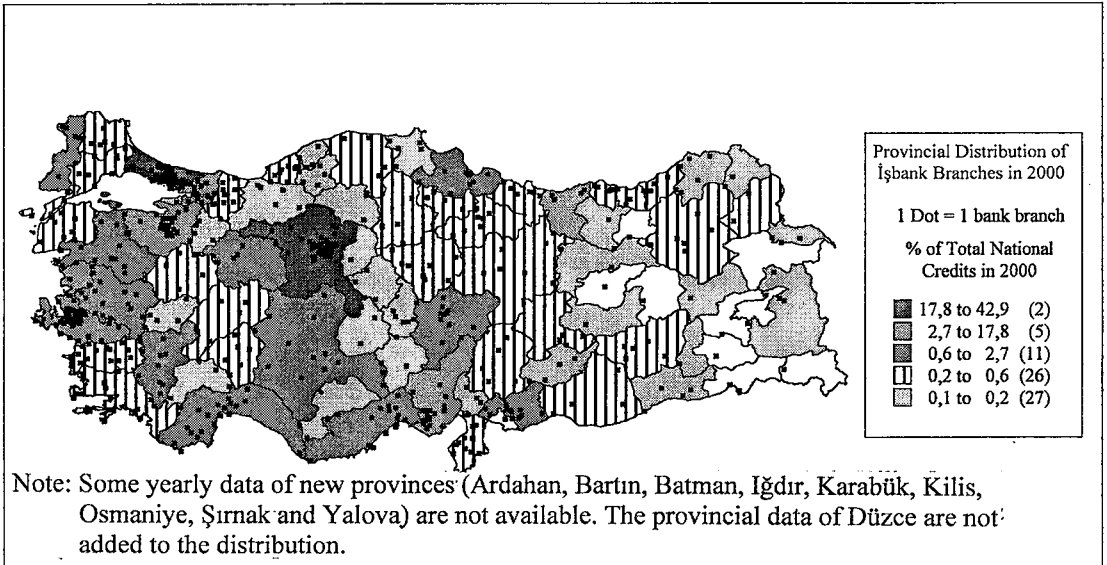 Provincial Distribution of
İşbank Branches in 2000
1 Dot = 1 bank branch
% of Total National
Credits in 2000
17,8 to 42,9 (2)
2,7 to 17,8 (5)
0,6 to 2,7 (11)
0,2 to 0,6 (26)
0,1 to 0,2 (27)
Note: Some yearly data of new provinces (Ardahan, Bartın, Batman, Iğdır, Karabük, Kilis,
Osmaniye, Şırnak and Yalova) are not available. The provincial data of Düzce are not
added to the distribution.